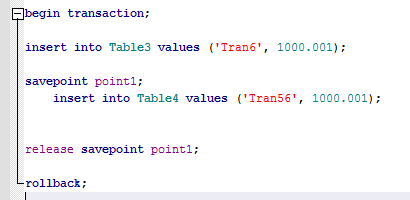 begin transaction;
insert into Table3 values ('Tran6', 1000.001);
savepoint point1;
insert into Table4 values ('Tran56', 1000.001);
release savepoint point1;
rollback;